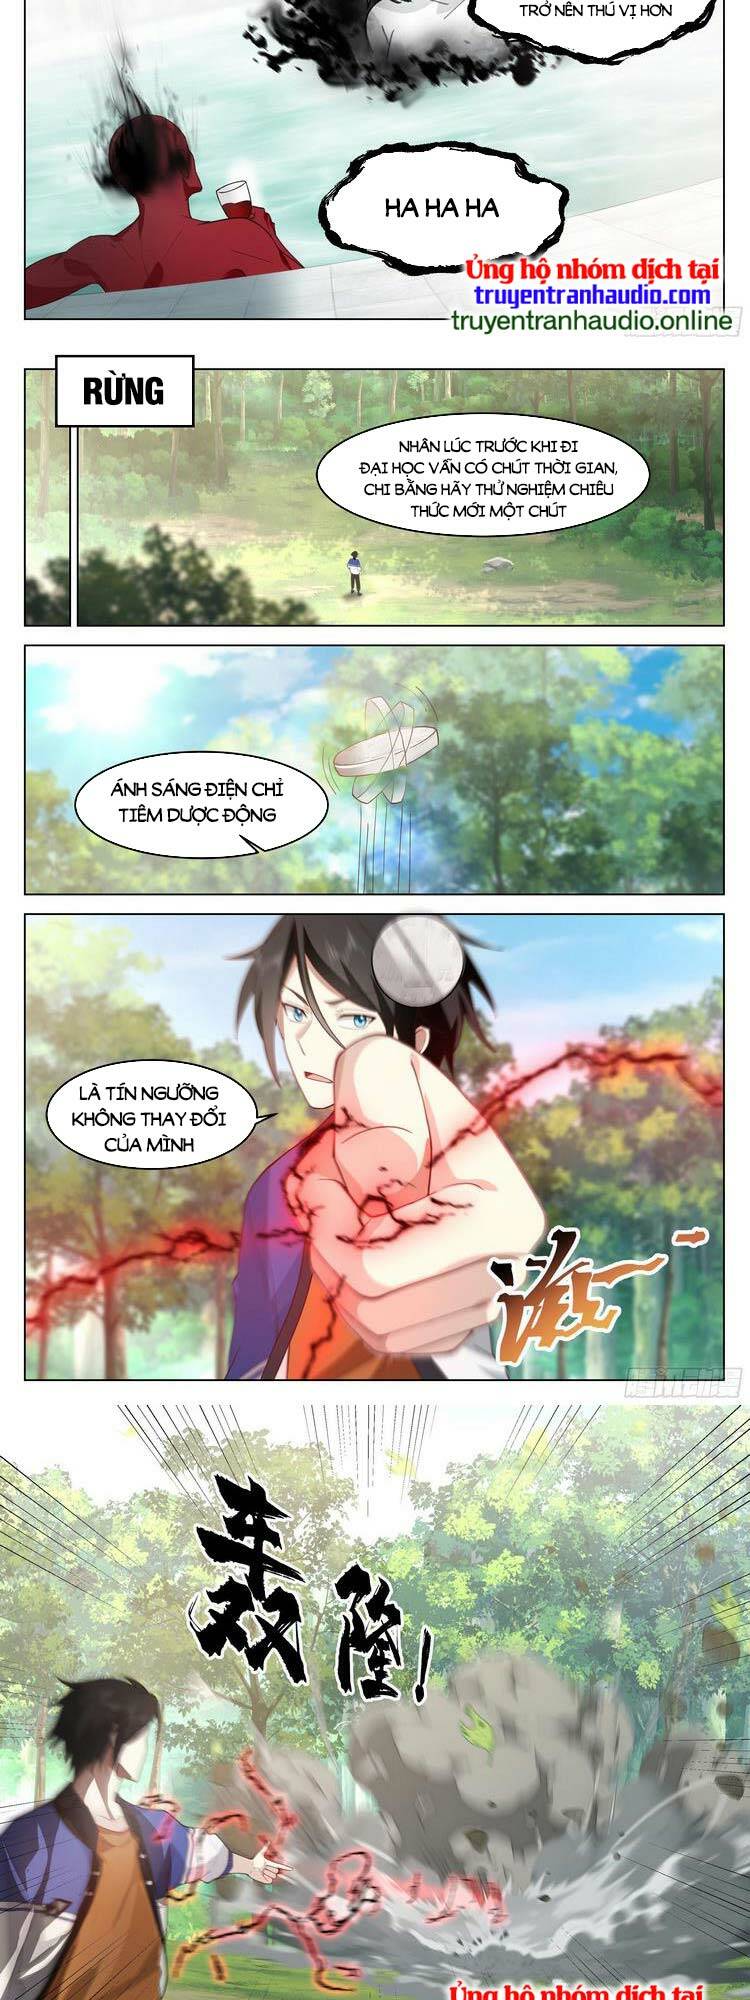 TRỞ NÊN THÚ VỊ HƠN
HA HA HA
Ủng hộ nhóm dịch tại
truyentranhaudio.com
truyentranhaudio.online
RỪNG
NHÂN LÚC TRƯỚC KHI ĐI
ĐẠI HỌC VẪN CÓ CHÚT THỜI GIAN,
CHI BẰNG HÃY THỬ NGHIỆM CHIÊU
THỨC MỚI MỘT CHÚT
ÁNH SÁNG ĐIỆN CHỈ
TIÊM DƯỢC ĐỘNG
LÀ TÍN NGƯỠNG
KHÔNG THAY ĐỔI
CỦA MÌNH
轰隆!
Ủng hộ nhóm dịch tại